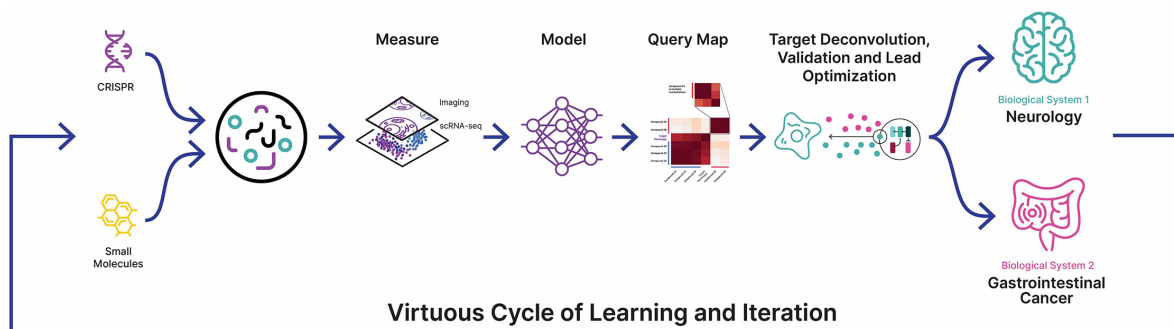 CRISPR
Small
Molecules
Measure
Imaging
scRNA-seq
Model
Query Map
Target Deconvolution,
Validation and Lead
Optimization
Biological System 1
Neurology
Biological System 2
Gastrointestinal
Cancer
Virtuous Cycle of Learning and Iteration